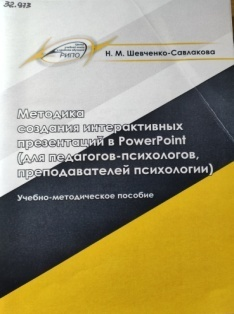 32.973
РИПО
Н. М. Шевченко-Савлакова
Методика
создания интерактивных
презентаций в PowerPoint
(для педагогов-психологов,
преподавателей психологии)
Учебно-методическое пособие